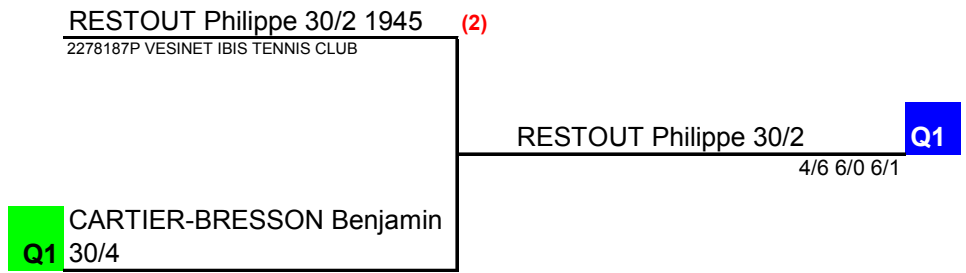 RESTOUT Philippe 30/2 1945
(2)
2278187P VESINET IBIS TENNIS CLUB
RESTOUT Philippe 30/2
Q1
4/6 6/0 6/1
CARTIER-BRESSON Benjamin
Q1 30/4